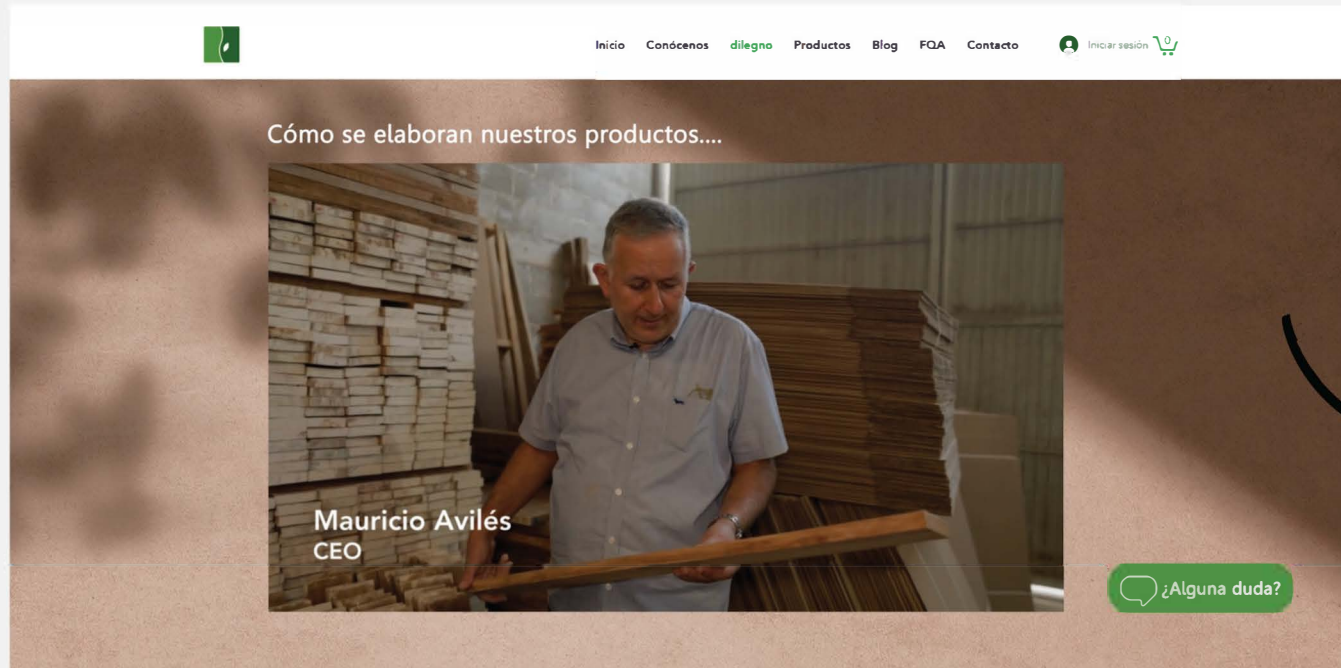 Inicio Conócenos dilegno Productos Blog FQA Contacto Iniciar sesión 0
Cómo se elaboran nuestros productos....
Mauricio Avilés
CEO
¿Alguna duda?